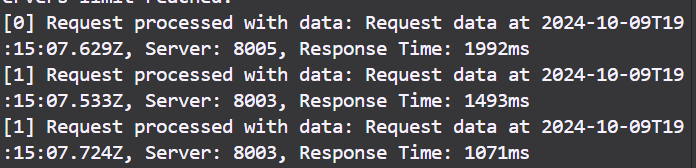 limit reached.
[0] Request processed with data: Request data at 2024-10-09T19
:15:07.629Z, Server: 8005, Response Time: 1992ms
[1] Request processed with data: Request data at 2024-10-09T19
:15:07.533Z, Server: 8003, Response Time: 1493ms
[1] Request processed with data: Request data at 2024-10-09T19
:15:07.724Z, Server: 8003, Response Time: 1071ms